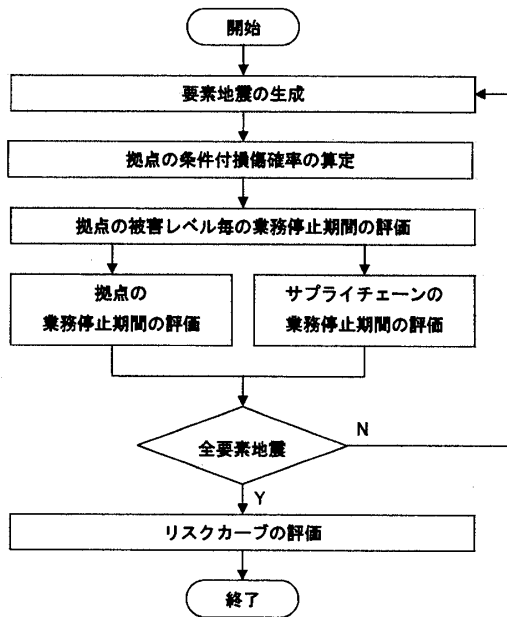 開始
要素地震の生成
拠点の条件付損傷確率の算定
拠点の被害レベル毎の業務停止期間の評価
拠点の
業務停止期間の評価
サプライチェーンの
業務停止期間の評価
全要素地震
N
Y
リスクカーブの評価
終了